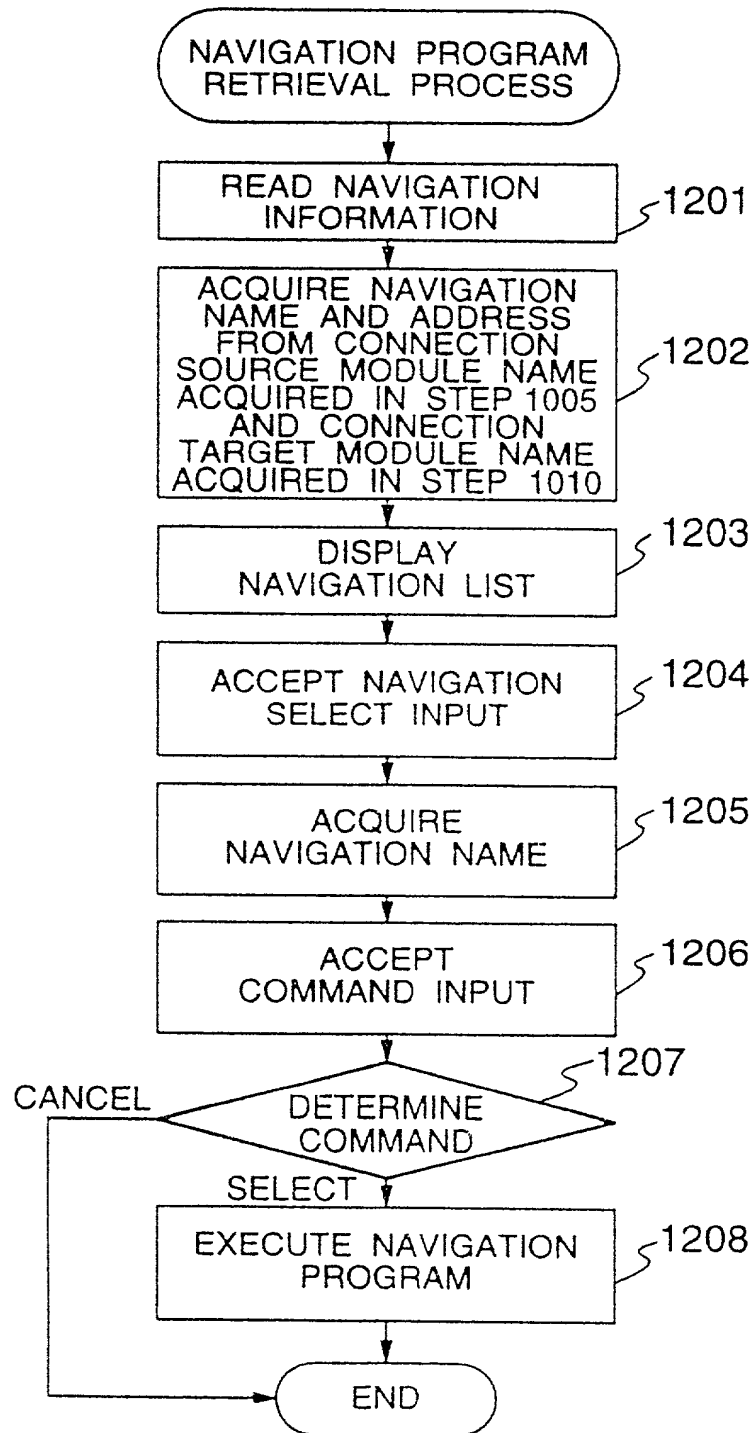 NAVIGATION PROGRAM
RETRIEVAL PROCESS
READ NAVIGATION
INFORMATION
1201
ACQUIRE NAVIGATION
NAME AND ADDRESS
FROM CONNECTION
SOURCE MODULE NAME
ACQUIRED IN STEP 1005
AND CONNECTION
TARGET MODULE NAME
ACQUIRED IN STEP 1010
1202
DISPLAY
NAVIGATION LIST
1203
ACCEPT NAVIGATION
SELECT INPUT
1204
ACQUIRE
NAVIGATION NAME
1205
ACCEPT
COMMAND INPUT
1206
DETERMINE
COMMAND
1207
CANCEL
SELECT
EXECUTE NAVIGATION
PROGRAM
1208
END